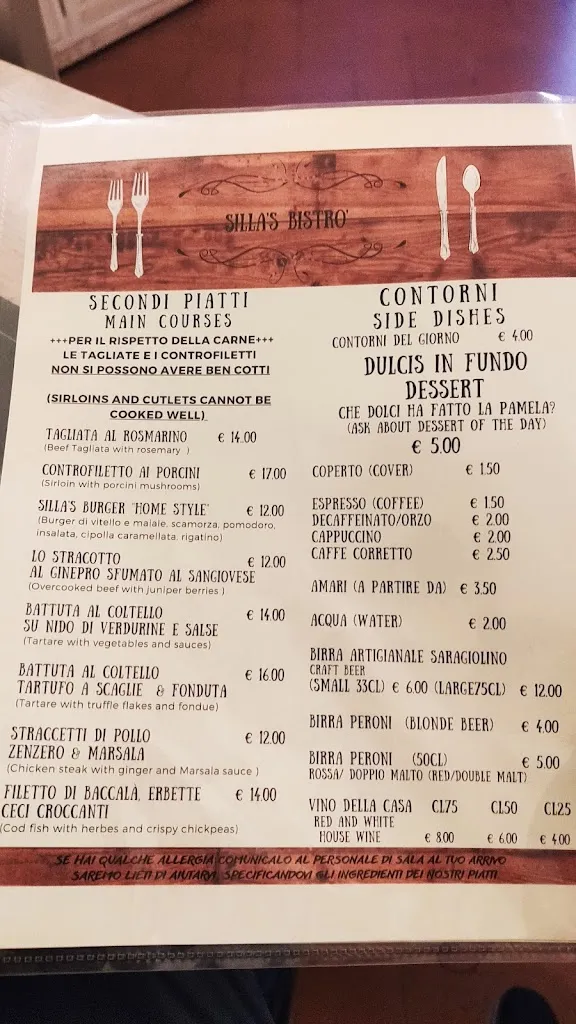 SILLA'S BISTRO'
SECONDI PIATTI
MAIN COURSES
+++PER IL RISPETTO DELLA CARNE+++
LE TAGLIATE E I CONTROFILETTI
NON SI POSSONO AVERE BEN COTTI
(SIRLOINS AND CUTLETS CANNOT BE
COOKED WELL)
TAGLIATA AL ROSMARINO € 14.00
(Beef Tagliata with rosemary )
CONTROFILETTO AI PORCINI € 17.00
(Sirloin with porcini mushrooms)
SILLA'S BURGER "HOME STYLE" € 12.00
(Burger di vitello e maiale, scamorza, pomodoro,
insalata, cipolla caramellata, rigatino)
LO STRACOTTO € 12.00
AL GINEPRO SFUMATO AL SANGIOVESE
(Overcooked beef with juniper berries )
BATTUTA AL COLTELLO € 14.00
SU NIDO DI VERDURINE E SALSE
(Tartare with vegetables and sauces)
BATTUTA AL COLTELLO € 16.00
TARTUFO A SCAGLIE & FONDUTA
(Tartare with truffle flakes and fondue)
STRACCETTI DI POLLO € 12.00
ZENZERO & MARSALA
(Chicken steak with ginger and Marsala sauce )
FILETTO DI BACCALÀ, ERBETTE € 14.00
CECI CROCCANTI
(Cod fish with herbes and crispy chickpeas)
CONTORNI
SIDE DISHES
CONTORNI DEL GIORNO € 4.00
DULCIS IN FUNDO
DESSERT
CHE DOLCI HA FATTO LA PAMELA?
(ASK ABOUT DESSERT OF THE DAY)
€ 5.00
COPERTO (COVER) € 1.50
ESPRESSO (COFFEE) € 1.50
DECAFFEINATO/ORZO € 2.00
CAPPUCCINO € 2.00
CAFFE CORRETTO € 2.50
AMARI (A PARTIRE DA) € 3.50
ACQUA (WATER) € 2.00
BIRRA ARTIGIANALE SARAGIOLINO
CRAFT BEER
(SMALL 33CL) € 6.00 (LARGE75CL) € 12.00
BIRRA PERONI (BLONDE BEER) € 4.00
BIRRA PERONI (50CL) € 5.00
ROSSA/ DOPPIO MALTO (RED/DOUBLE MALT)
VINO DELLA CASA CL75 CL50 CL25
RED AND WHITE
HOUSE WINE € 8.00 € 6.00 € 4.00
SE HAI QUALCHE ALLERGIA COMUNICALO AL PERSONALE DI SALA AL TUO ARRIVO
SAREMO LIETI DI AIUTARVI, SPECIFICANDOVI GLI INGREDIENTI DEI NOSTRI PIATTI